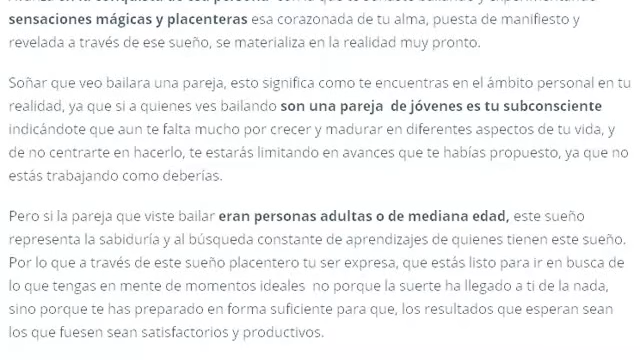 sensaciones mágicas y placenteras esa corazonada de tu alma, puesta de manifiesto y
revelada a través de ese sueño, se materializa en la realidad muy pronto.
Soñar que veo bailara una pareja, esto significa como te encuentras en el ámbito personal en tu
realidad, ya que si a quienes ves bailando son una pareja  de jóvenes es tu subconsciente
indicándote que aun te falta mucho por crecer y madurar en diferentes aspectos de tu vida, y
de no centrarte en hacerlo, te estarás limitando en avances que te habías propuesto, ya que no
estás trabajando como deberías.
Pero si la pareja que viste bailar eran personas adultas o de mediana edad, este sueño
representa la sabiduría y al búsqueda constante de aprendizajes de quienes tienen este sueño.
Por lo que a través de este sueño placentero tu ser expresa, que estás listo para ir en busca de
lo que tengas en mente de momentos ideales  no porque la suerte ha llegado a ti de la nada,
sino porque te has preparado en forma suficiente para que, los resultados que esperan sean
los que fuesen sean satisfactorios y productivos.